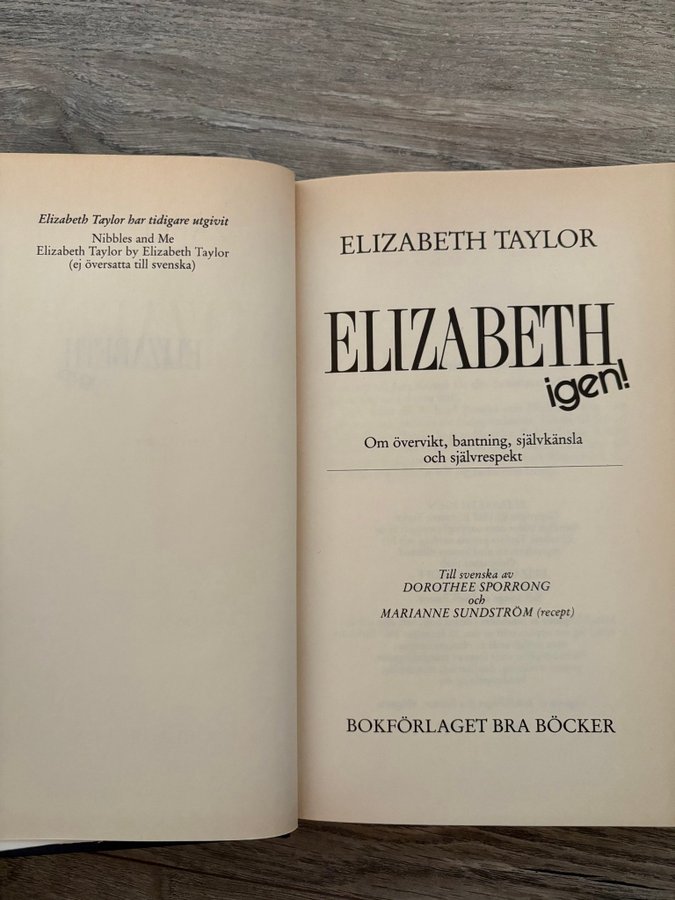 Elizabeth Taylor har tidigare utgivit
Nibbles and Me
Elizabeth Taylor by Elizabeth Taylor
(ej översatta till svenska)
ELIZABETH TAYLOR
ELIZABETH
igen!
Om övervikt, bantning, självkänsla
och självrespekt
Till svenska av
DOROTHEE SPORRONG
och
MARIANNE SUNDSTRÖM (recept)
BOKFÖRLAGET BRA BÖCKER